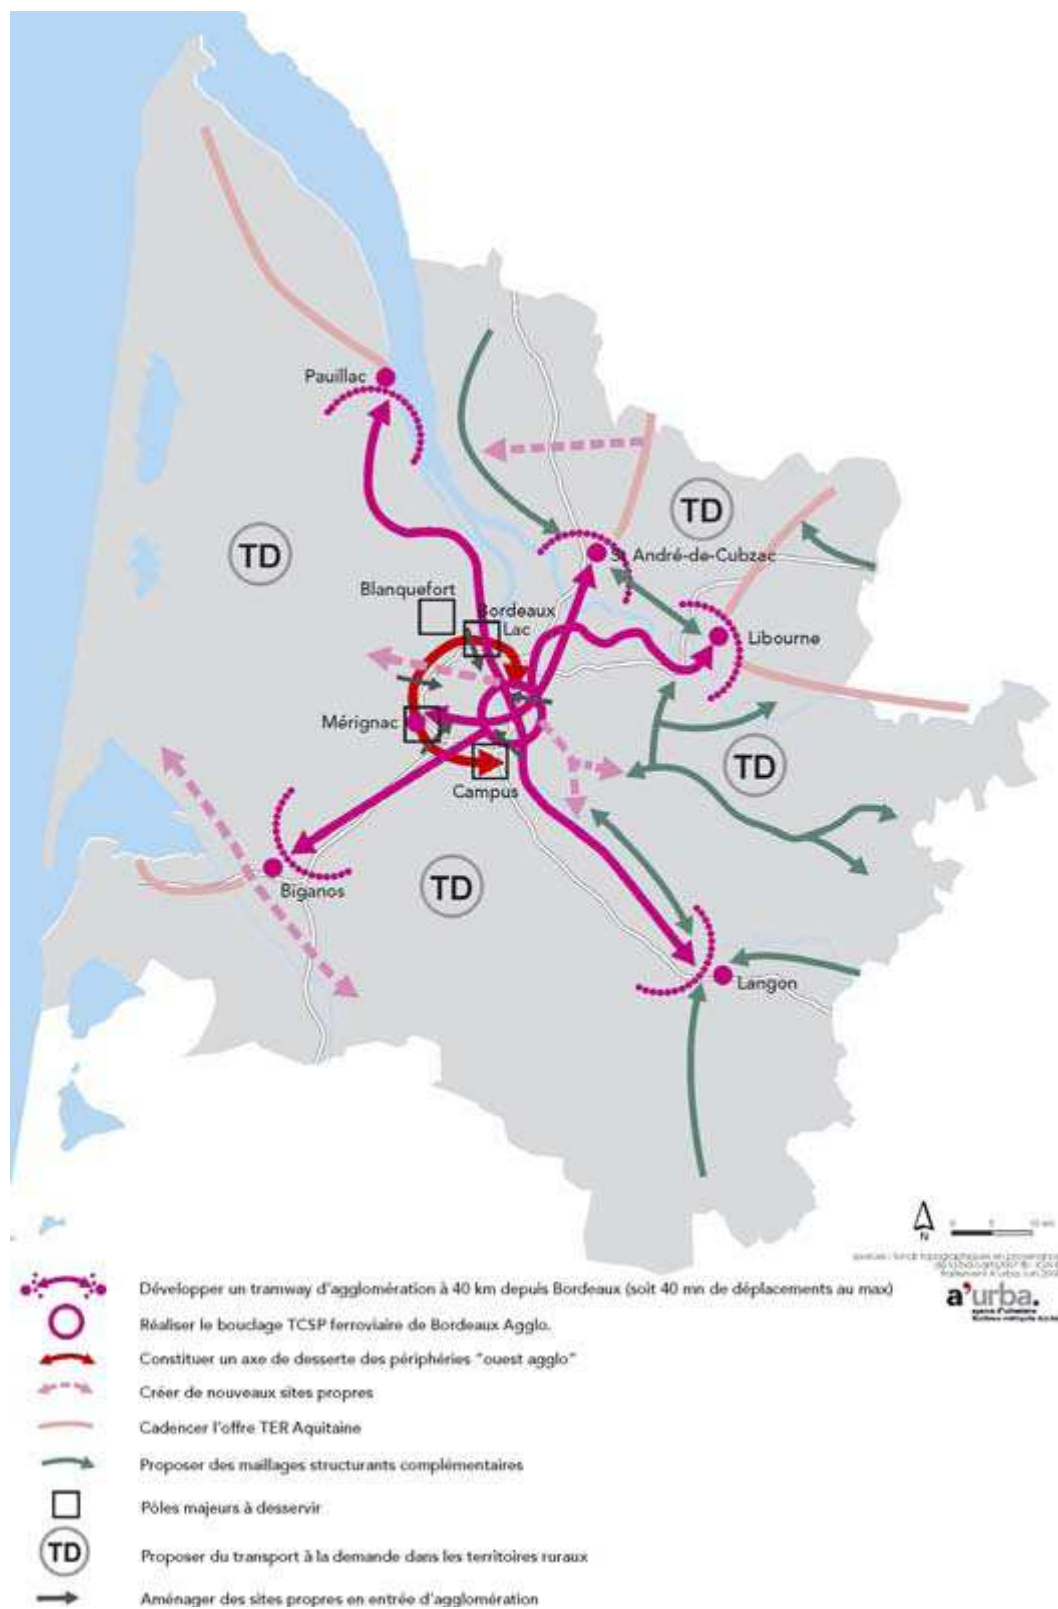 Pauillac
TD
TD
St André-de-Cubzac
Blanquefort
Bordeaux
Lac
Libourne
Mérignac
TD
Campus
Biganos
TD
Langon
N
a'urba.
Développer un tramway d'agglomération à 40 km depuis Bordeaux (soit 40 mn de déplacements au max)
Réaliser le bouclage TCSP ferroviaire de Bordeaux Agglo.
Constituer un axe de desserte des périphéries "ouest agglo"
Créer de nouveaux sites propres
Cadencer l'offre TER Aquitaine
Proposer des maillages structurants complémentaires
Pôles majeurs à desservir
TD
Proposer du transport à la demande dans les territoires ruraux
Aménager des sites propres en entrée d'agglomération